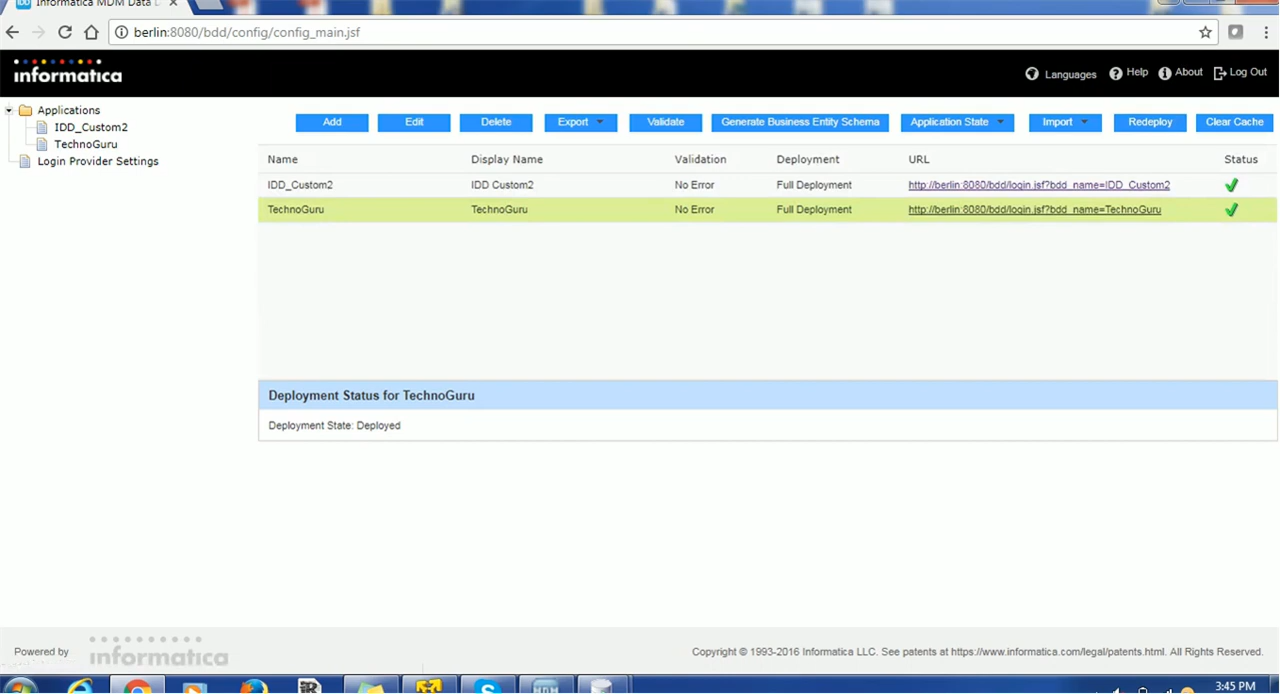 Informatica MDM Data D
berlin:8080/bdd/config/config_main.jsf
informatica
Languages Help About Log Out
Applications
IDD_Custom2
TechnoGuru
Login Provider Settings
Add Edit Delete Export Validate Generate Business Entity Schema Application State Import Redeploy Clear Cache
Name Display Name Validation Deployment URL Status
IDD_Custom2 IDD Custom2 No Error Full Deployment http://berlin:8080/bdd/login.jsf?bdd_name=IDD_Custom2
TechnoGuru TechnoGuru No Error Full Deployment http://berlin:8080/bdd/login.jsf?bdd_name=TechnoGuru
Deployment Status for TechnoGuru
Deployment State: Deployed
Powered by informatica
Copyright © 1993-2016 Informatica LLC. See patents at https://www.informatica.com/legal/patents.html. All Rights Reserved.
3:45 PM